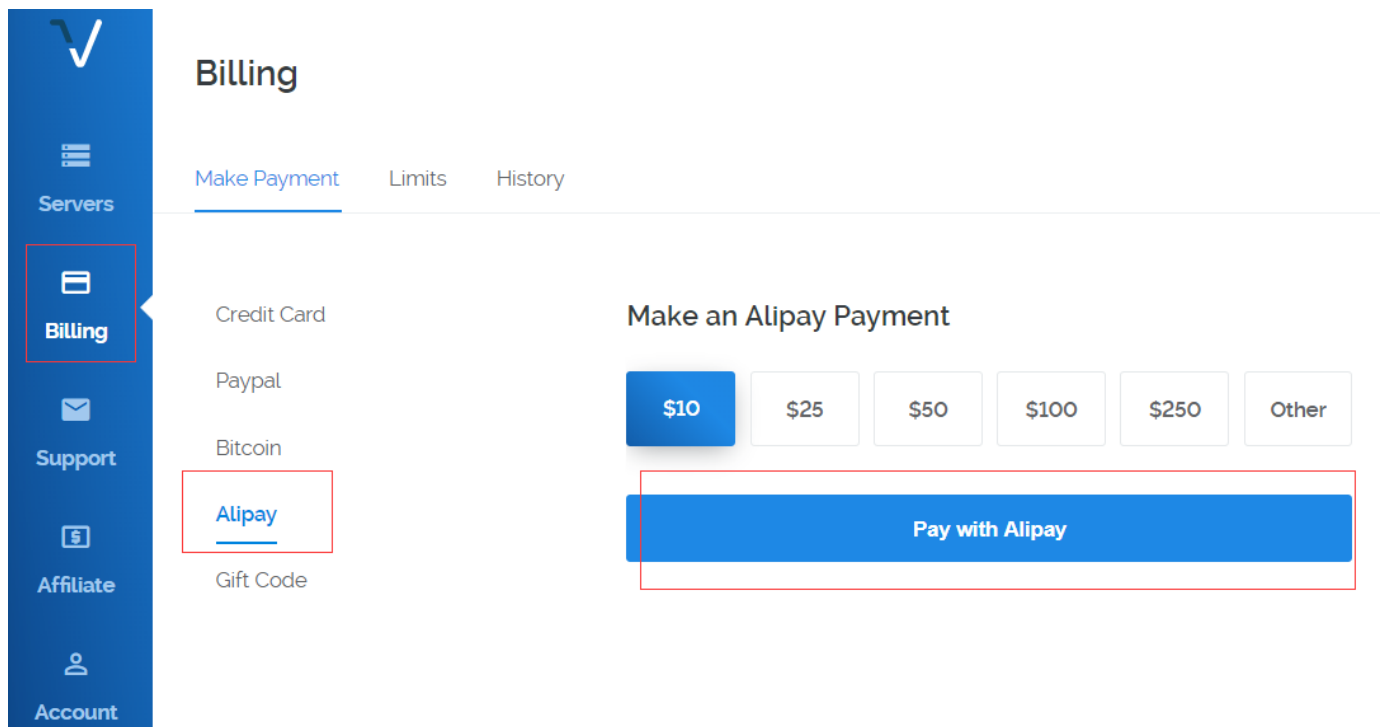 Billing
Make Payment Limits History
Servers
Billing
Support
Affiliate
Account
Credit Card
Paypal
Bitcoin
Alipay
Gift Code
Make an Alipay Payment
$10 $25 $50 $100 $250 Other
Pay with Alipay